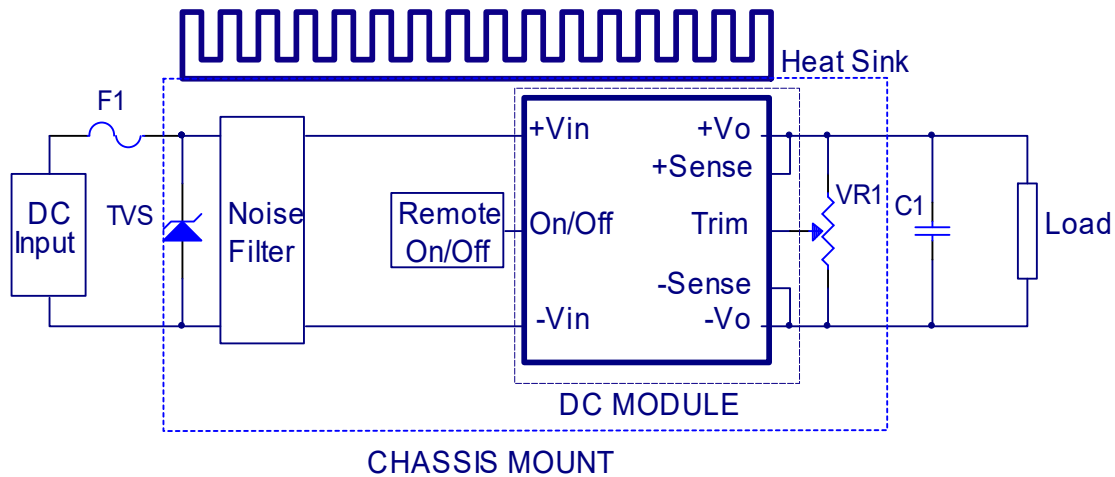 Heat Sink
F1
+Vin
+Vo
+Sense
DC
Input
TVS
Noise
Filter
Remote
On/Off
On/Off
Trim
VR1
C1
Load
-Sense
-Vin
-Vo
DC MODULE
CHASSIS MOUNT